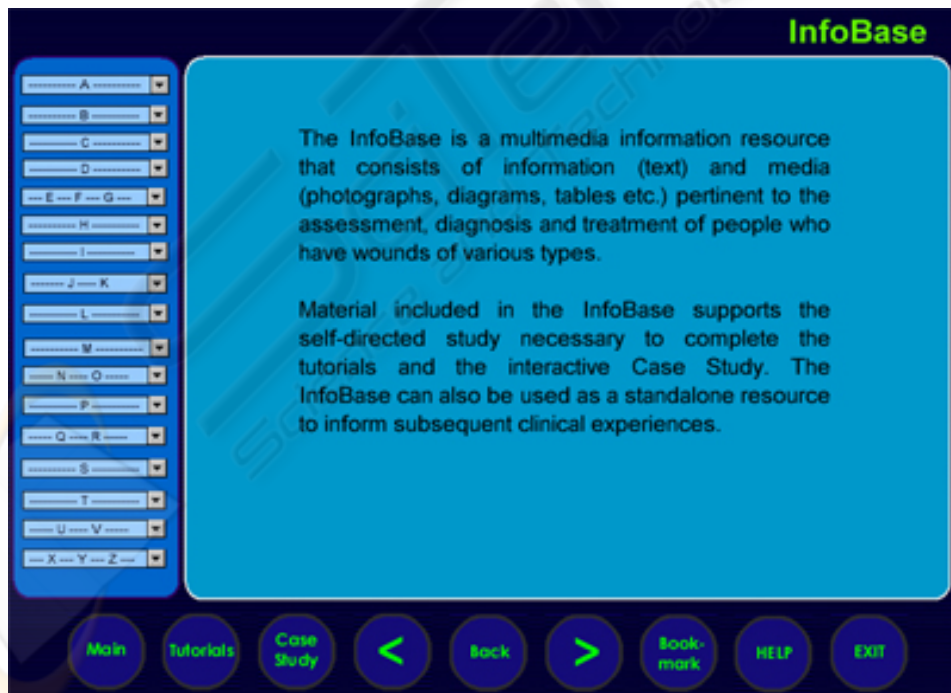 InfoBase
---------- A ----------
---------- B ----------
---------- C ----------
---------- D ----------
--- E --- F --- G ---
---------- H ----------
---------- I ----------
------- J ---- K
---------- L ----------
---------- M ----------
----- N ---- O -----
---------- P ----------
----- Q ---- R -----
---------- S ----------
---------- T ----------
----- U ---- V -----
--- X --- Y --- Z ---
The InfoBase is a multimedia information resource
that consists of information (text) and media
(photographs, diagrams, tables etc.) pertinent to the
assessment, diagnosis and treatment of people who
have wounds of various types.
Material included in the InfoBase supports the
self-directed study necessary to complete the
tutorials and the interactive Case Study. The
InfoBase can also be used as a standalone resource
to inform subsequent clinical experiences.
Main
Tutorials
Case
Study
<
Back
>
Book-
mark
HELP
EXIT